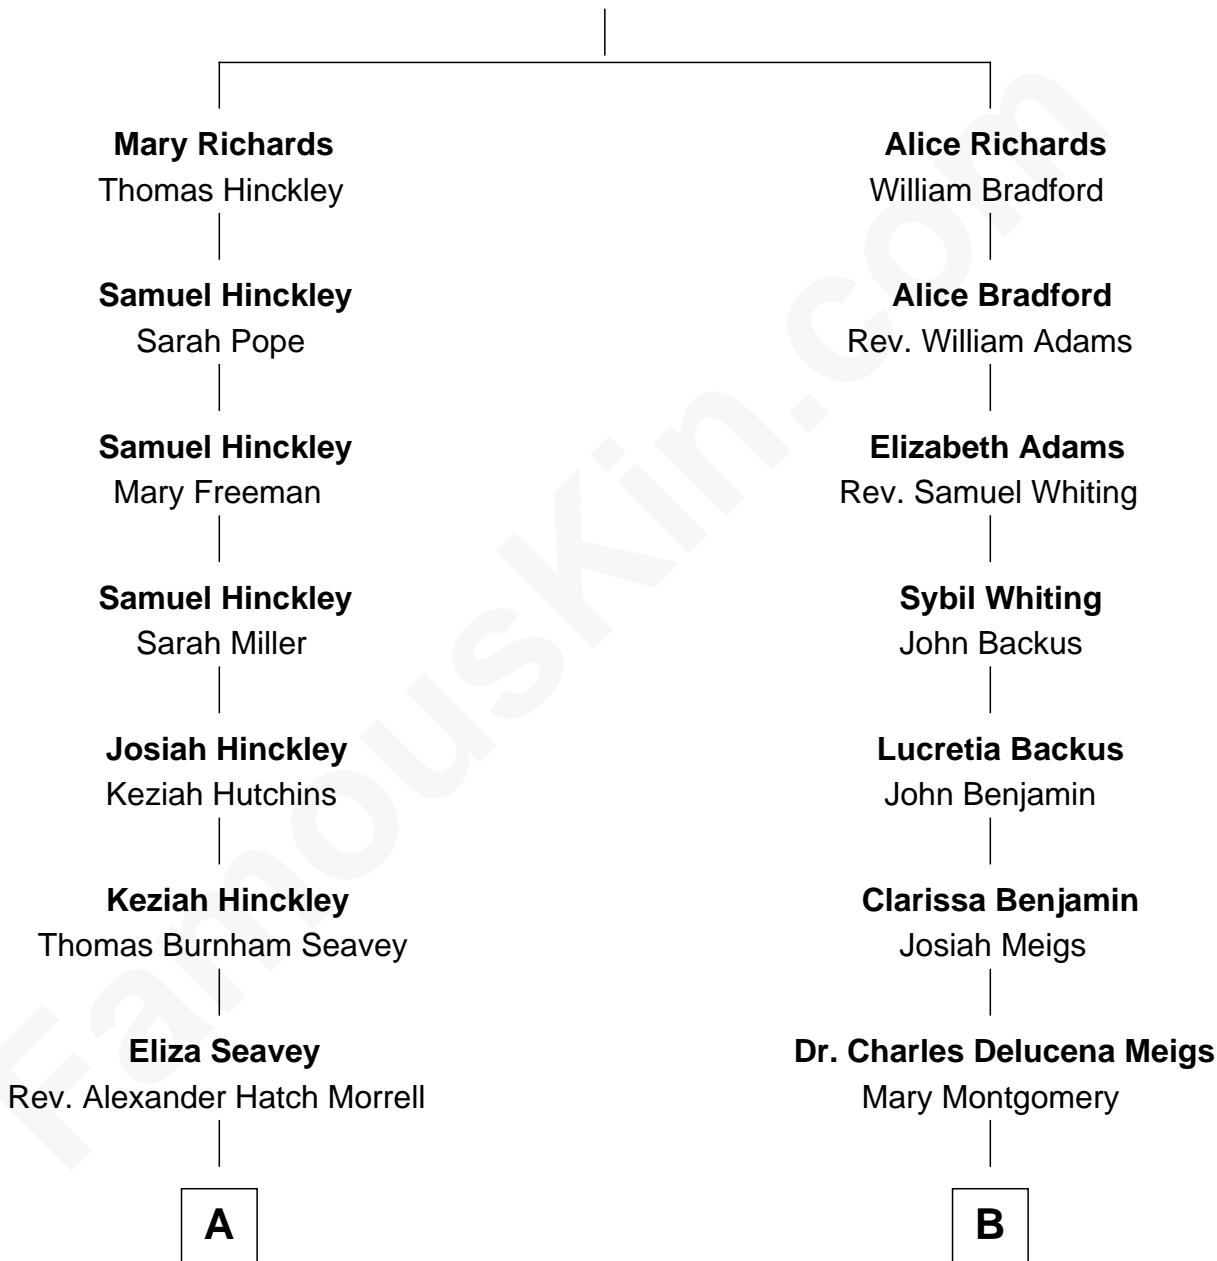 Mary Richards
Thomas Hinckley
Samuel Hinckley
Sarah Pope
Samuel Hinckley
Mary Freeman
Samuel Hinckley
Sarah Miller
Josiah Hinckley
Keziah Hutchins
Keziah Hinckley
Thomas Burnham Seavey
Eliza Seavey
Rev. Alexander Hatch Morrell
A
Alice Richards
William Bradford
Alice Bradford
Rev. William Adams
Elizabeth Adams
Rev. Samuel Whiting
Sybil Whiting
John Backus
Lucretia Backus
John Benjamin
Clarissa Benjamin
Josiah Meigs
Dr. Charles Delucena Meigs
Mary Montgomery
B
FamousKin.com